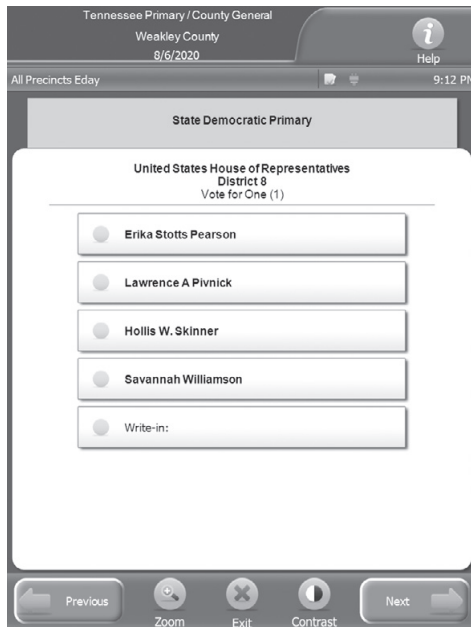 Tennessee Primary / County General
Weakley County
8/6/2020
Help
All Precincts Eday
9:12 PM
State Democratic Primary
United States House of Representatives
District 8
Vote for One (1)
Erika Stotts Pearson
Lawrence A Pivnick
Hollis W. Skinner
Savannah Williamson
Write-in:
Previous
Zoom
Exit
Contrast
Next